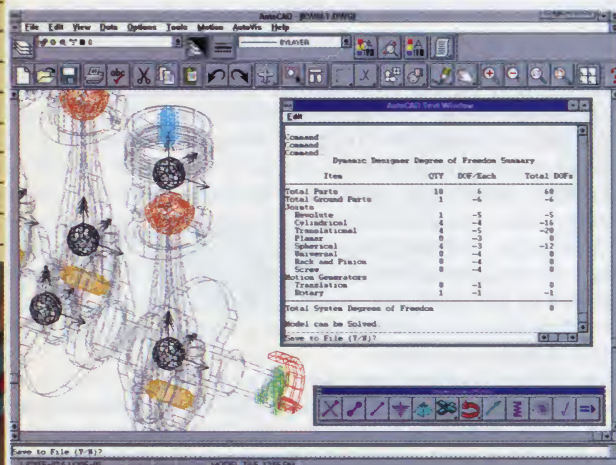 AutoCAD - [KW863.DWG]
File Edit View Data Options Tools Motion AutoVis Help
0
BYLAYER
AutoCAD Text Window
Edit
Command
Command
Command
Dynamic Designer Degree of Freedom Summary
Item QTY DOF/Each Total DOFs
Total Parts 10 6 60
Total Ground Parts 1 -6 -6
Joints
Revolute 1 -5 -5
Cylindrical 4 -4 -16
Translational 4 -5 -20
Planar 0 -3 0
Spherical 4 -3 -12
Universal 0 -4 0
Rack and Pinion 0 -4 0
Screw 0 -4 0
Motion Generators
Translation 0 -1 0
Rotary 1 -1 -1
Total System Degrees of Freedom 0
Model can be Solved.
Save to File (Y/N)?
Save to File (Y/N)?